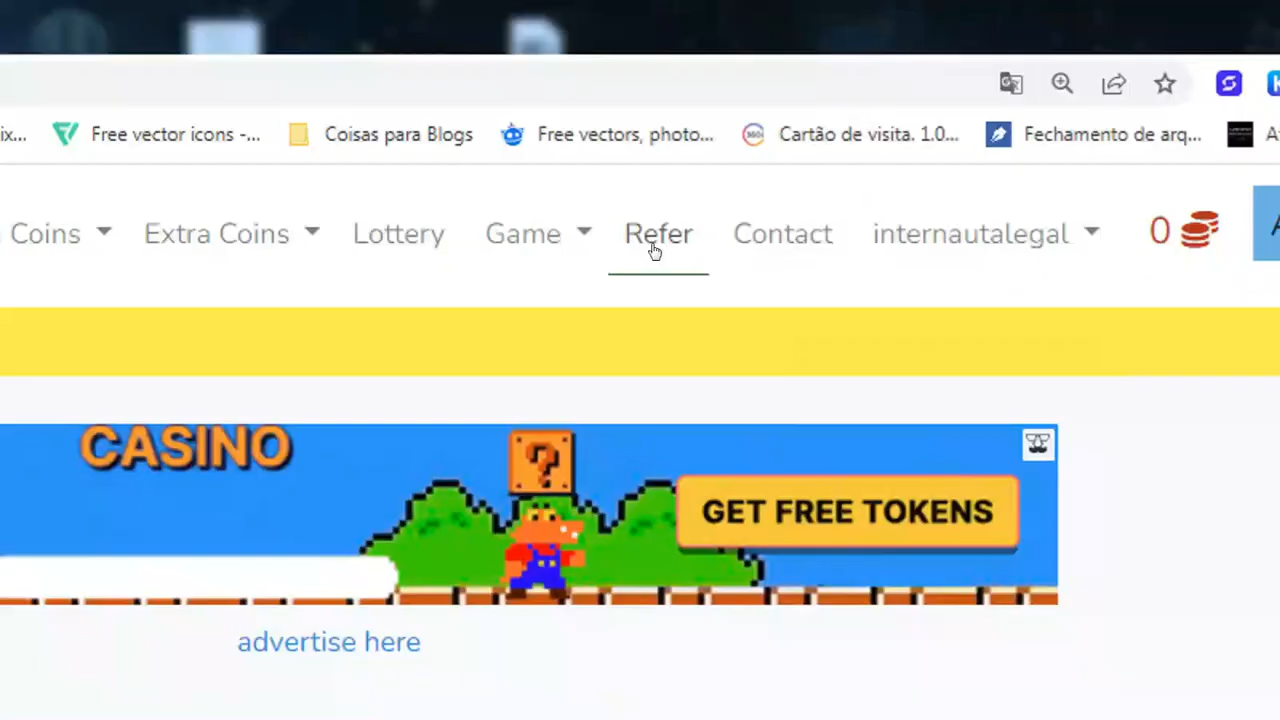 ix... Free vector icons -... Coisas para Blogs Free vectors, photo... Cartão de visita. 1.0... Fechamento de arq...
Coins Extra Coins Lottery Game Refer Contact internautalegal 0
CASINO
?
GET FREE TOKENS
advertise here